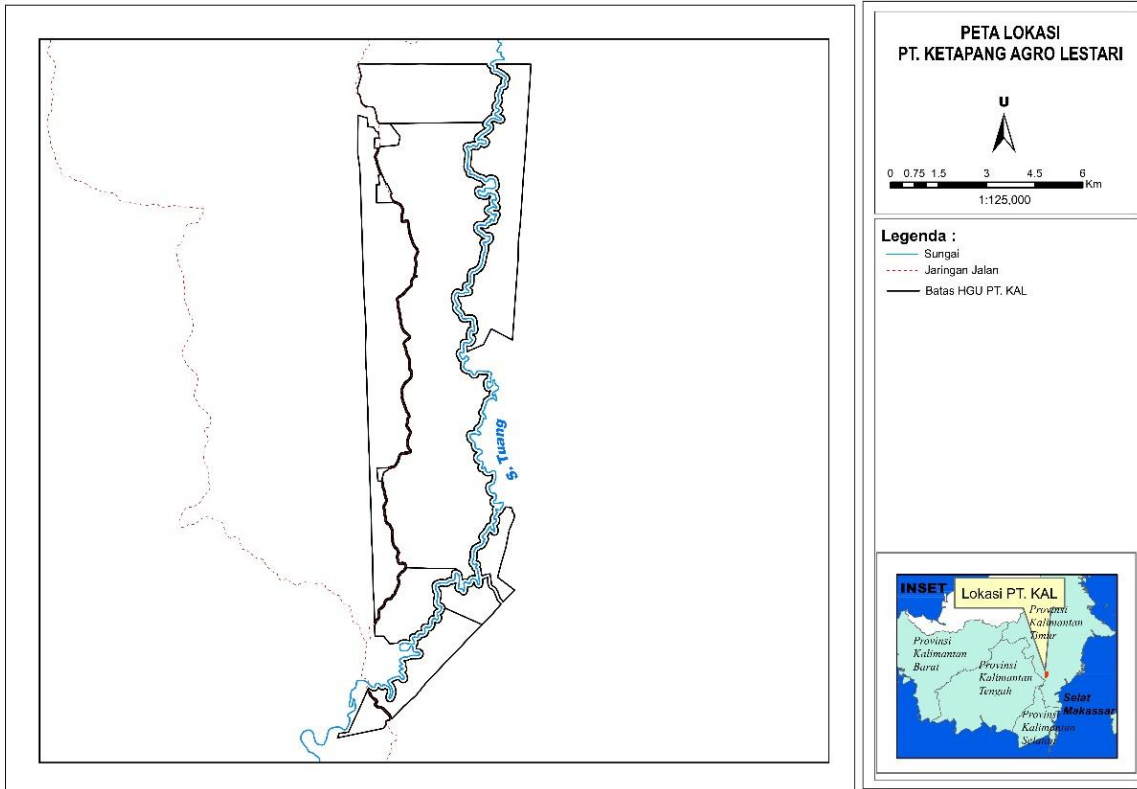 PETA LOKASI
PT. KETAPANG AGRO LESTARI
U
0 0.75 1.5 3 4.5 6
Km
1:125,000
Legenda :
Sungai
Jaringan Jalan
Batas HGU PT. KAL
S. Tuang
INSET
Lokasi PT. KAL
Provinsi
Kalimantan
Timur
Provinsi
Kalimantan
Barat
Provinsi
Kalimantan
Tengah
Selat
Makassar
Provinsi
Kalimantan
Selatan